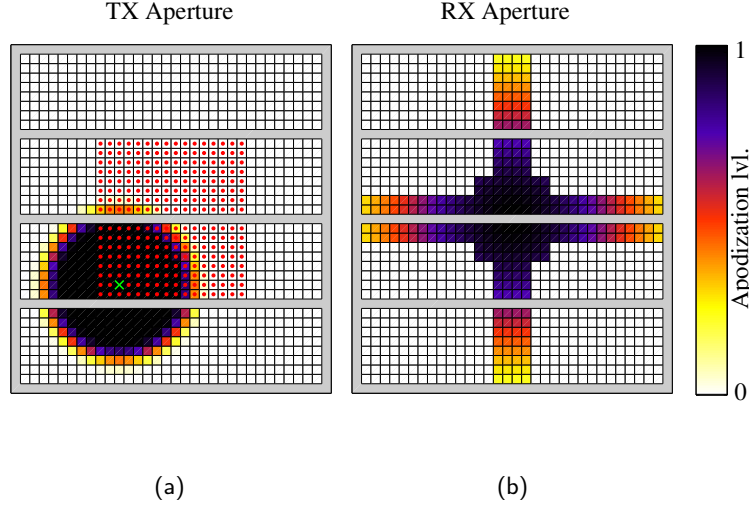 TX Aperture
RX Aperture
1
Apodization lvl.
0
(a)
(b)